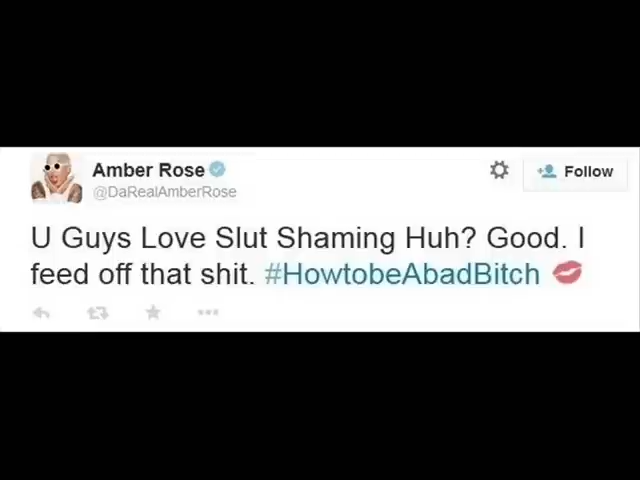 Amber Rose
@DaRealAmberRose
Follow
U Guys Love Slut Shaming Huh? Good. I
feed off that shit. #HowtobeAbadBitch 💋